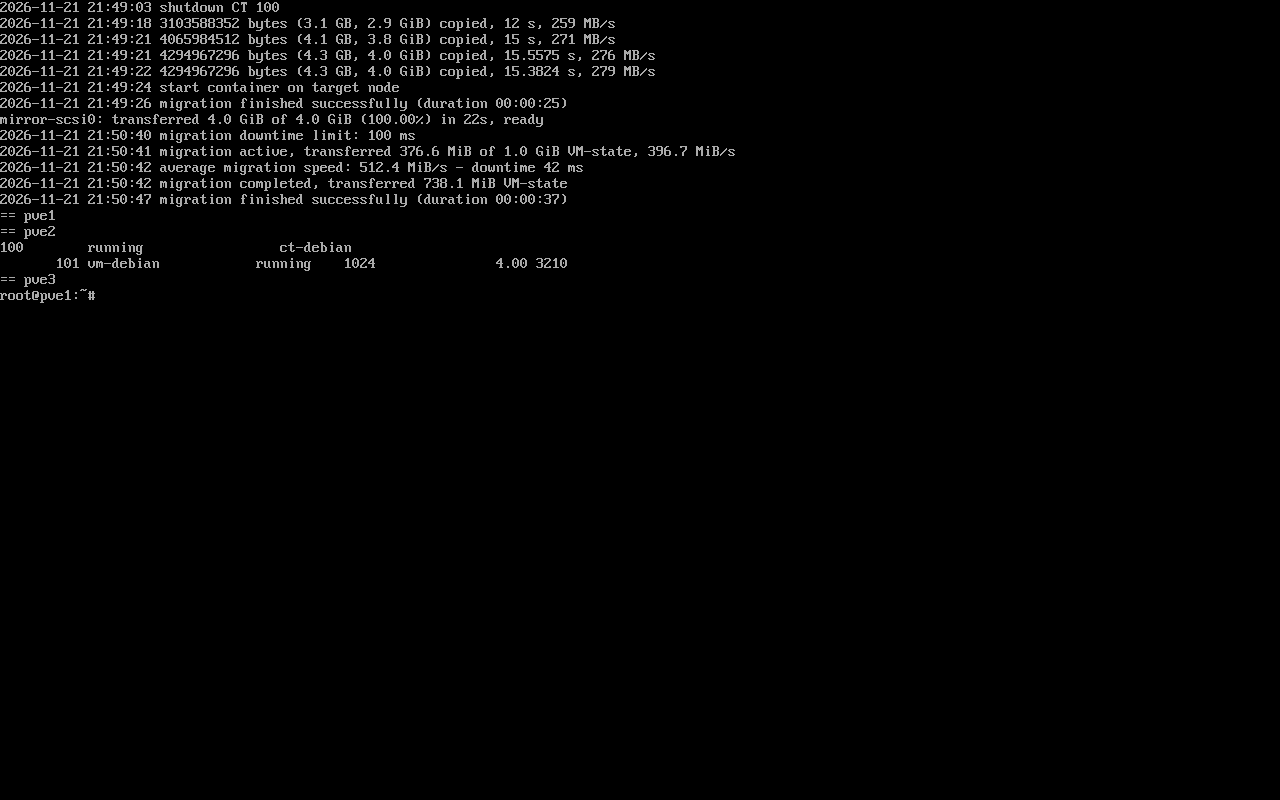 2026-11-21 21:49:03 shutdown CT 100
2026-11-21 21:49:18 3103588352 bytes (3.1 GB, 2.9 GiB) copied, 12 s, 259 MB/s
2026-11-21 21:49:21 4065984512 bytes (4.1 GB, 3.8 GiB) copied, 15 s, 271 MB/s
2026-11-21 21:49:21 4294967296 bytes (4.3 GB, 4.0 GiB) copied, 15.5575 s, 276 MB/s
2026-11-21 21:49:22 4294967296 bytes (4.3 GB, 4.0 GiB) copied, 15.3824 s, 279 MB/s
2026-11-21 21:49:24 start container on target node
2026-11-21 21:49:26 migration finished successfully (duration 00:00:25)
mirror-scsi0: transferred 4.0 GiB of 4.0 GiB (100.00%) in 22s, ready
2026-11-21 21:50:40 migration downtime limit: 100 ms
2026-11-21 21:50:41 migration active, transferred 376.6 MiB of 1.0 GiB VM-state, 396.7 MiB/s
2026-11-21 21:50:42 average migration speed: 512.4 MiB/s - downtime 42 ms
2026-11-21 21:50:42 migration completed, transferred 738.1 MiB VM-state
2026-11-21 21:50:47 migration finished successfully (duration 00:00:37)
== pve1
== pve2
100        running                 ct-debian
       101 vm-debian            running    1024               4.00 3210
== pve3
root@pve1:~#